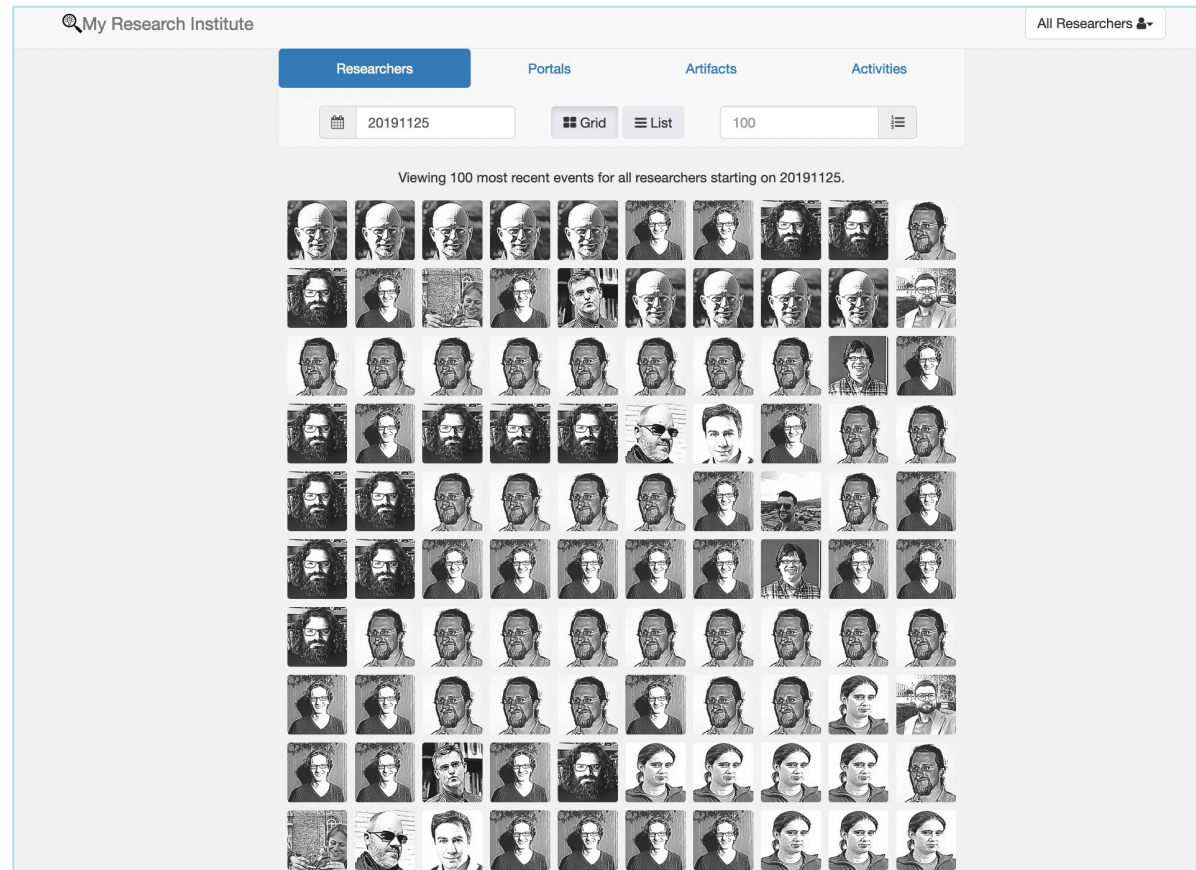 My Research Institute
All Researchers
Researchers Portals Artifacts Activities
20191125 Grid List 100
Viewing 100 most recent events for all researchers starting on 20191125.